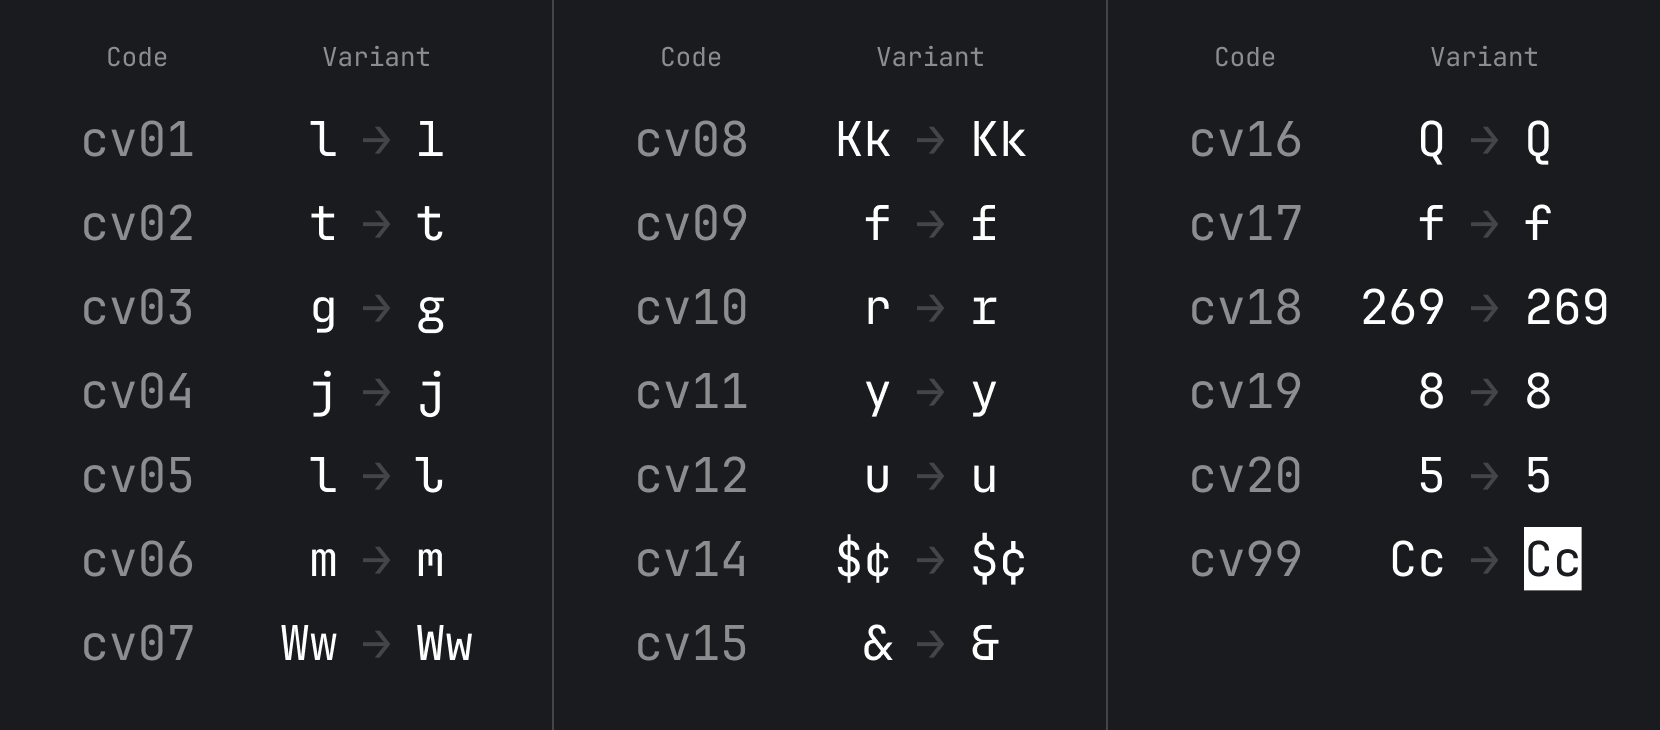 Code Variant
cv01 l → l
cv02 t → t
cv03 g → g
cv04 j → j
cv05 l → l
cv06 m → m
cv07 Ww → Ww
Code Variant
cv08 Kk → Kk
cv09 f → f
cv10 r → r
cv11 y → y
cv12 u → u
cv14 $¢ → $¢
cv15 & → &
Code Variant
cv16 Q → Q
cv17 f → f
cv18 269 → 269
cv19 8 → 8
cv20 5 → 5
cv99 Cc → Cc